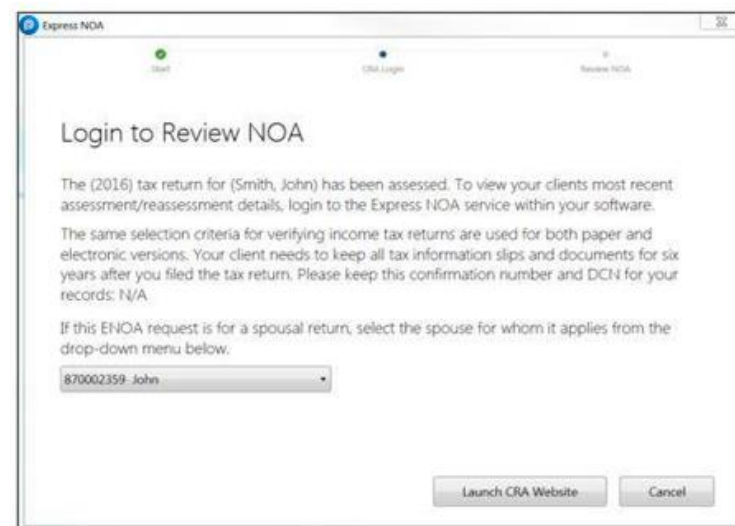 Express NOA
Start
CRA Login
Review NOA
Login to Review NOA
The (2016) tax return for (Smith, John) has been assessed. To view your clients most recent
assessment/reassessment details, login to the Express NOA service within your software.
The same selection criteria for verifying income tax returns are used for both paper and
electronic versions. Your client needs to keep all tax information slips and documents for six
years after you filed the tax return. Please keep this confirmation number and DCN for your
records: N/A
If this ENOA request is for a spousal return, select the spouse for whom it applies from the
drop-down menu below.
870002359 John
Launch CRA Website
Cancel